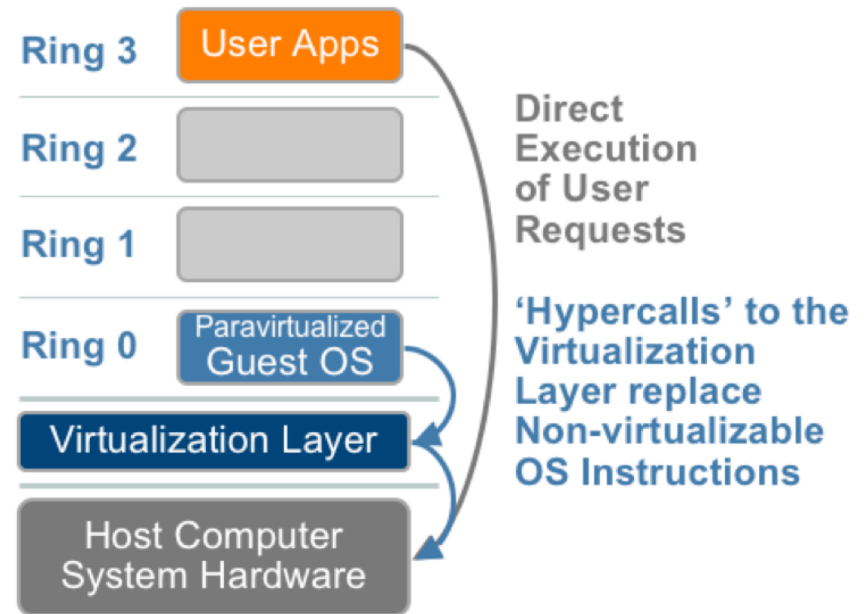 Ring 3
User Apps
Ring 2
Ring 1
Ring 0
Paravirtualized
Guest OS
Virtualization Layer
Host Computer
System Hardware
Direct
Execution
of User
Requests
‘Hypercalls’ to the
Virtualization
Layer replace
Non-virtualizable
OS Instructions